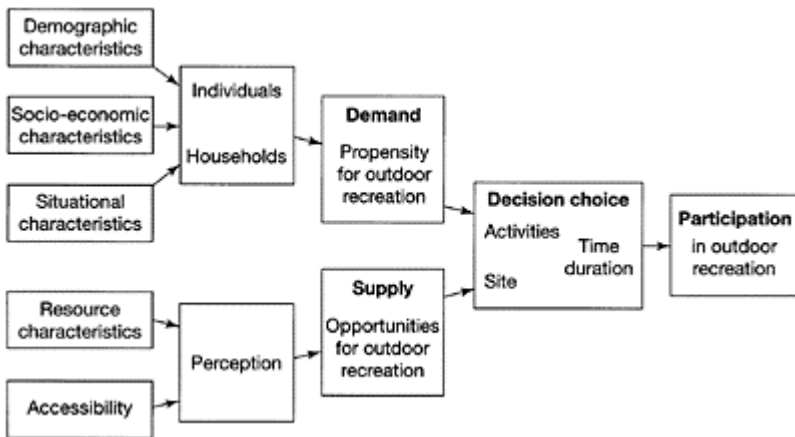 Demographic
characteristics
Socio-economic
characteristics
Situational
characteristics
Individuals
Households
Demand
Propensity
for outdoor
recreation
Resource
characteristics
Accessibility
Perception
Supply
Opportunities
for outdoor
recreation
Decision choice
Activities
Time
duration
Site
Participation
in outdoor
recreation